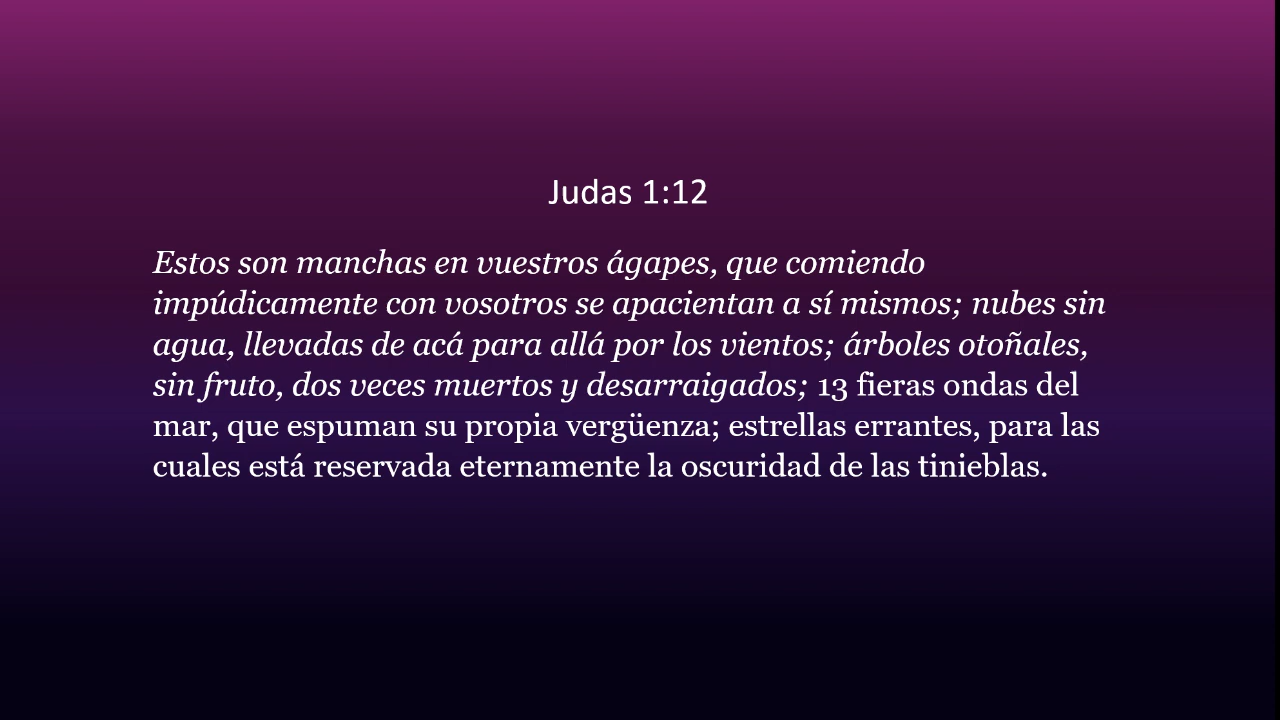 Judas 1:12
Estos son manchas en vuestros ágapes, que comiendo
impúdicamente con vosotros se apacientan a sí mismos; nubes sin
agua, llevadas de acá para allá por los vientos; árboles otoñales,
sin fruto, dos veces muertos y desarraigados; 13 fieras ondas del
mar, que espuman su propia vergüenza; estrellas errantes, para las
cuales está reservada eternamente la oscuridad de las tinieblas.